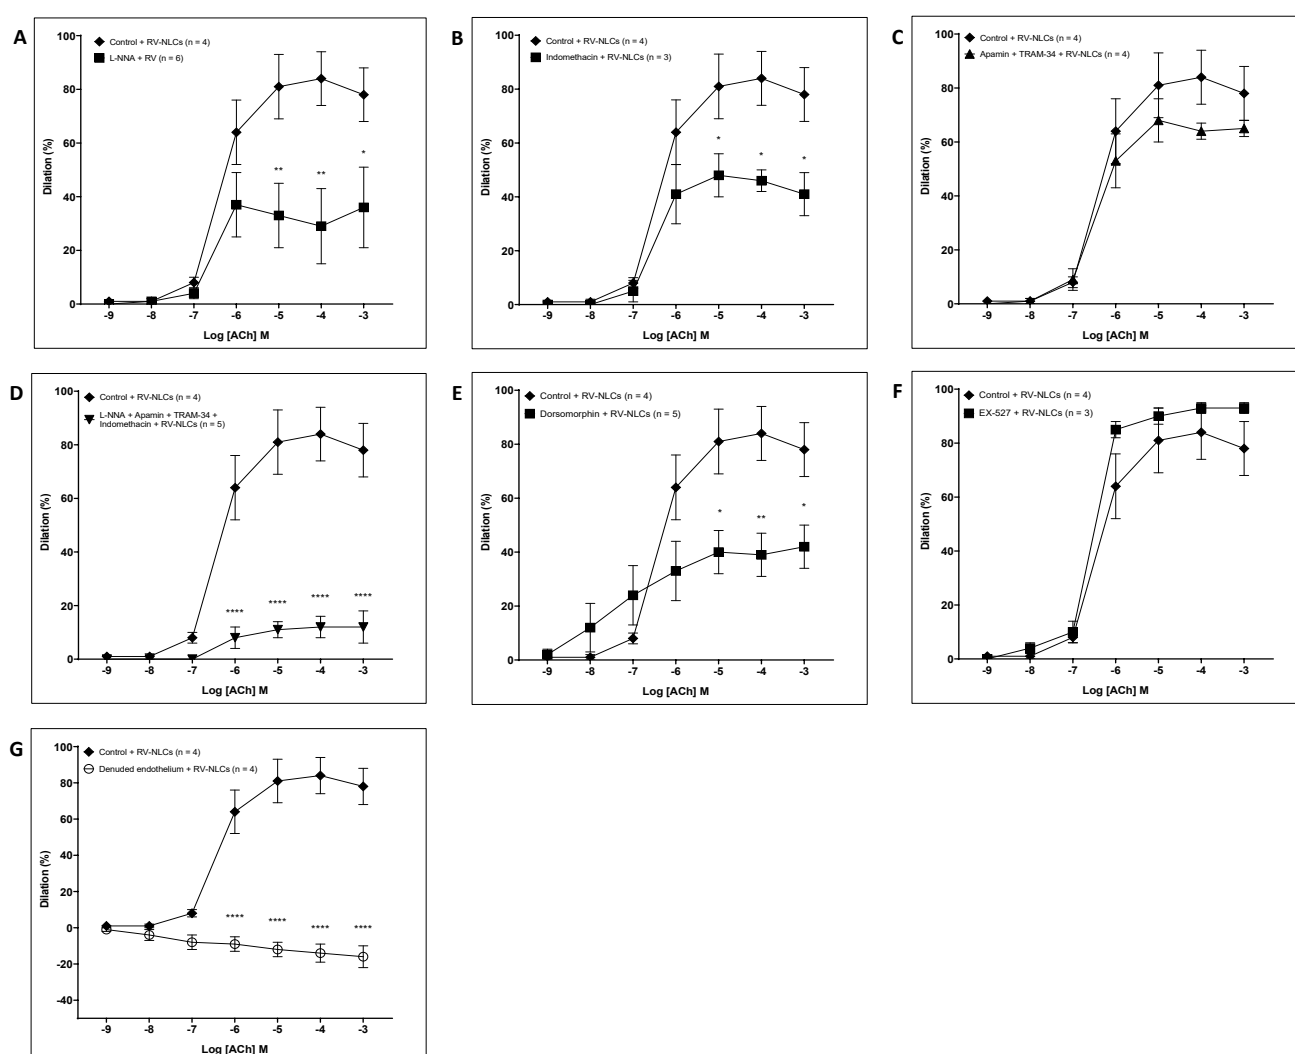 A
Control + RV-NLCs (n = 4)
L-NNA + RV (n = 6)
Dilation (%)
100
80
60
40
20
0
**
**
*
-9 -8 -7 -6 -5 -4 -3
Log [ACh] M
B
Control + RV-NLCs (n = 4)
Indomethacin + RV-NLCs (n = 3)
Dilation (%)
100
80
60
40
20
0
*
*
*
-9 -8 -7 -6 -5 -4 -3
Log [ACh] M
C
Control + RV-NLCs (n = 4)
Apamin + TRAM-34 + RV-NLCs (n = 4)
Dilation (%)
100
80
60
40
20
0
-9 -8 -7 -6 -5 -4 -3
Log [ACh] M
D
Control + RV-NLCs (n = 4)
L-NNA + Apamin + TRAM-34 +
Indomethacin + RV-NLCs (n = 5)
Dilation (%)
100
80
60
40
20
0
**** **** **** ****
-9 -8 -7 -6 -5 -4 -3
Log [ACh] M
E
Control + RV-NLCs (n = 4)
Dorsomorphin + RV-NLCs (n = 5)
Dilation (%)
100
80
60
40
20
0
*
**
*
-9 -8 -7 -6 -5 -4 -3
Log [ACh] M
F
Control + RV-NLCs (n = 4)
EX-527 + RV-NLCs (n = 3)
Dilation (%)
100
80
60
40
20
0
-9 -8 -7 -6 -5 -4 -3
Log [ACh] M
G
Control + RV-NLCs (n = 4)
Denuded endothelium + RV-NLCs (n = 4)
Dilation (%)
100
80
60
40
20
0
-20
-40
**** **** **** ****
-9 -8 -7 -6 -5 -4 -3
Log [ACh] M